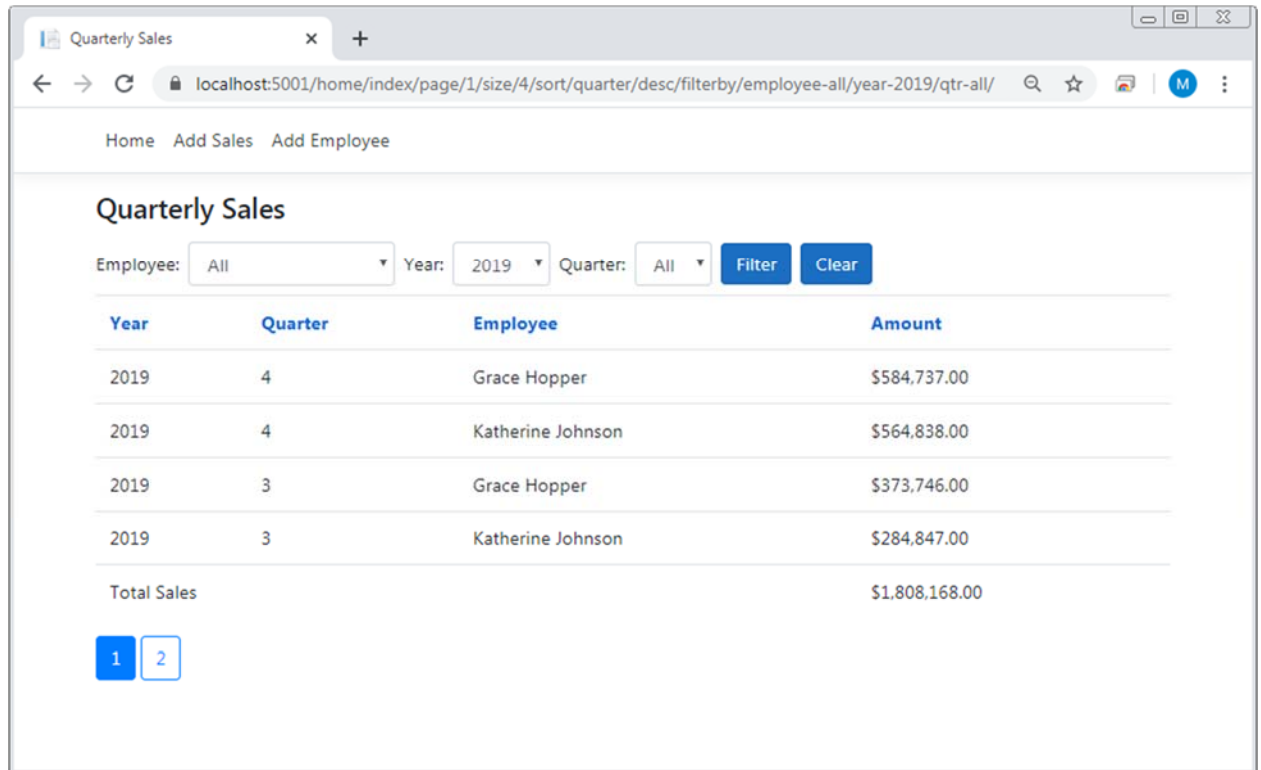 Quarterly Sales
localhost:5001/home/index/page/1/size/4/sort/quarter/desc/filterby/employee-all/year-2019/qtr-all/ M
Home Add Sales Add Employee
Quarterly Sales
Employee: All Year: 2019 Quarter: All Filter Clear
Year Quarter Employee Amount
2019 4 Grace Hopper $584,737.00
2019 4 Katherine Johnson $564,838.00
2019 3 Grace Hopper $373,746.00
2019 3 Katherine Johnson $284,847.00
Total Sales $1,808,168.00
1 2